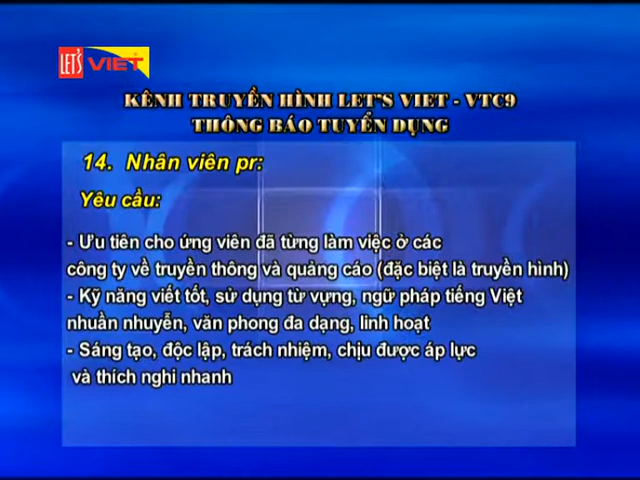 LET'S VIET
KÊNH TRUYỀN HÌNH LET'S VIET - VTC9
THÔNG BÁO TUYỂN DỤNG
14. Nhân viên pr:
Yêu cầu:
- Ưu tiên cho ứng viên đã từng làm việc ở các
công ty về truyền thông và quảng cáo (đặc biệt là truyền hình)
- Kỹ năng viết tốt, sử dụng từ vựng, ngữ pháp tiếng Việt
nhuần nhuyễn, văn phong đa dạng, linh hoạt
- Sáng tạo, độc lập, trách nhiệm, chịu được áp lực
và thích nghi nhanh